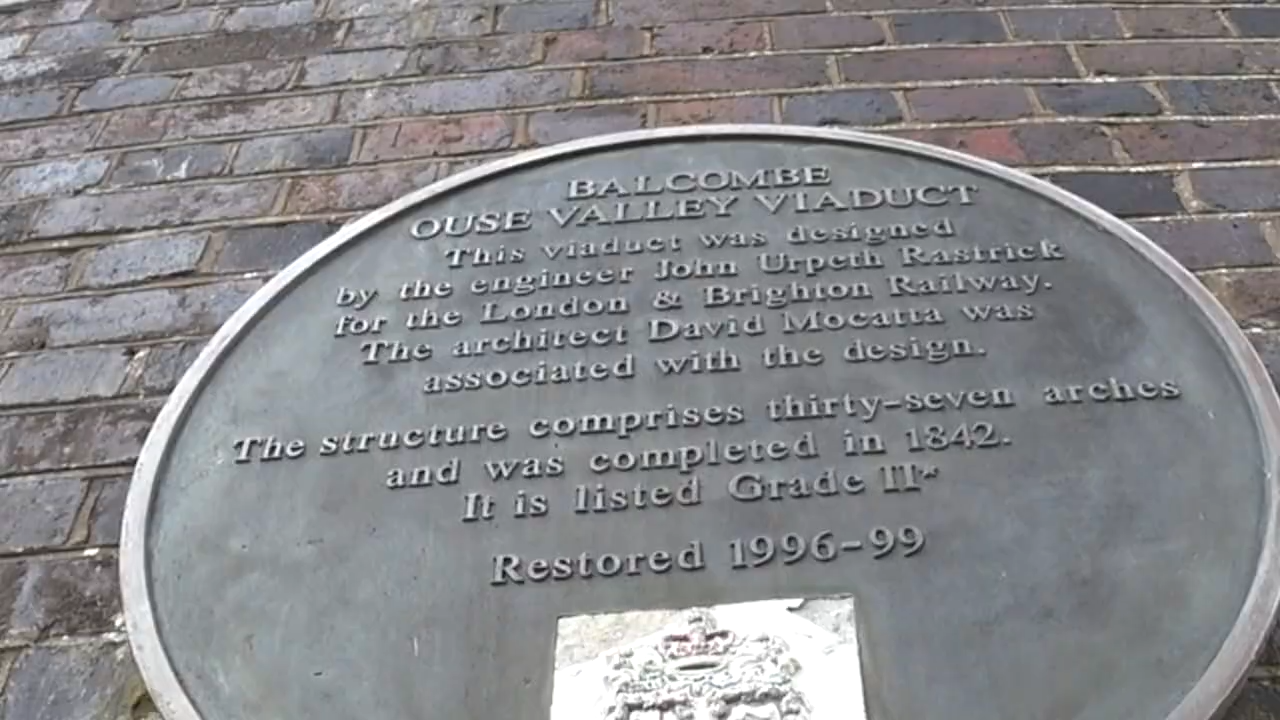 BALCOMBE
OUSE VALLEY VIADUCT
This viaduct was designed
by the engineer John Urpeth Rastrick
for the London & Brighton Railway.
The architect David Mocatta was
associated with the design.
The structure comprises thirty-seven arches
and was completed in 1842.
It is listed Grade II*
Restored 1996-99